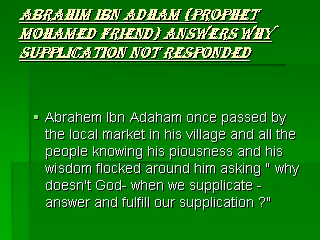 ABRAHIM IBN ADHAM (PROPHET
MOHAMED FRIEND) ANSWERS WHY
SUPPLICATION NOT RESPONDED
▪ Abrahem Ibn Adaham once passed by
the local market in his village and all the
people knowing his piousness and his
wisdom flocked around him asking " why
doesn't God- when we supplicate -
answer and fulfill our supplication ?"